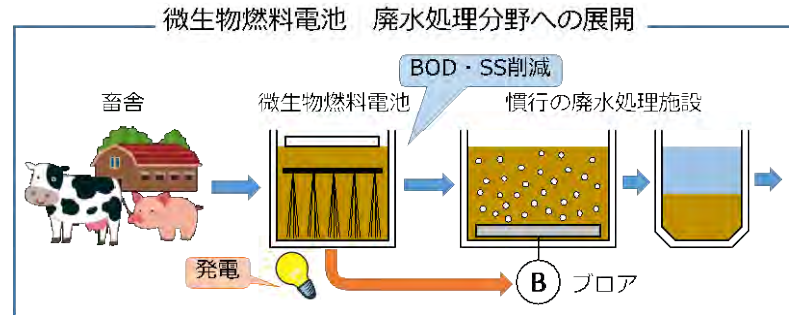 微生物燃料電池 廃水処理分野への展開
BOD・SS削減
畜舎
微生物燃料電池
慣行の廃水処理施設
発電
B
ブロア